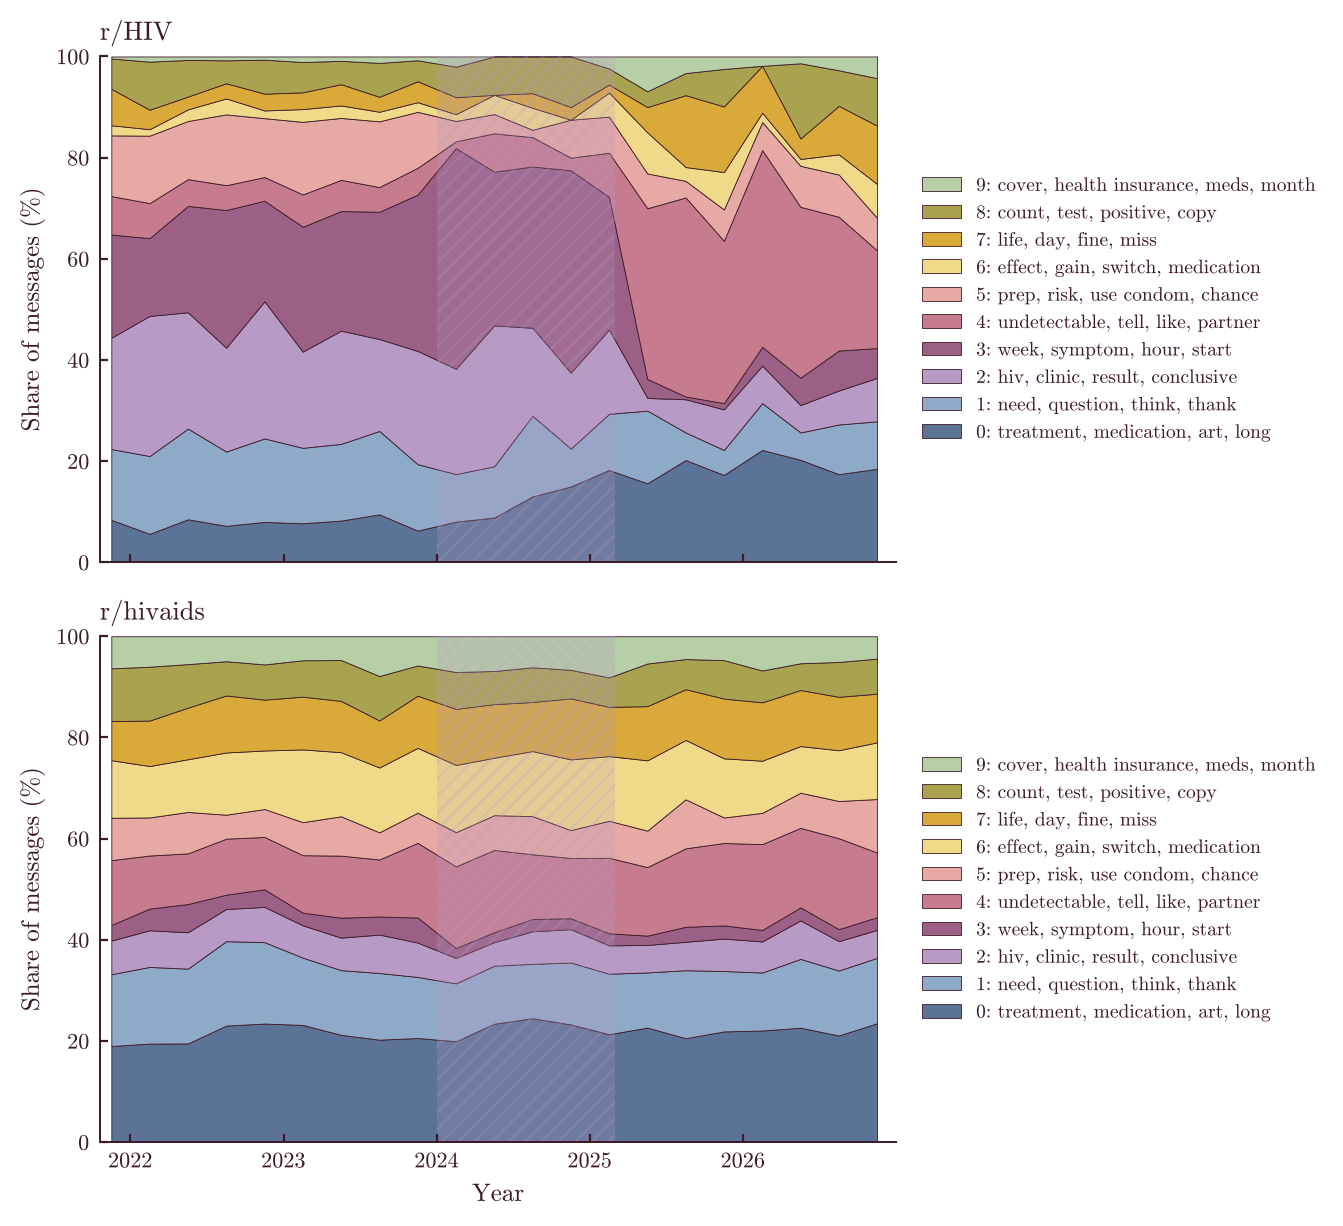 r/HIV
100
80
60
40
20
0
Share of messages (%)
9: cover, health insurance, meds, month
8: count, test, positive, copy
7: life, day, fine, miss
6: effect, gain, switch, medication
5: prep, risk, use condom, chance
4: undetectable, tell, like, partner
3: week, symptom, hour, start
2: hiv, clinic, result, conclusive
1: need, question, think, thank
0: treatment, medication, art, long
r/hivaids
100
80
60
40
20
0
Share of messages (%)
9: cover, health insurance, meds, month
8: count, test, positive, copy
7: life, day, fine, miss
6: effect, gain, switch, medication
5: prep, risk, use condom, chance
4: undetectable, tell, like, partner
3: week, symptom, hour, start
2: hiv, clinic, result, conclusive
1: need, question, think, thank
0: treatment, medication, art, long
2022 2023 2024 2025 2026
Year